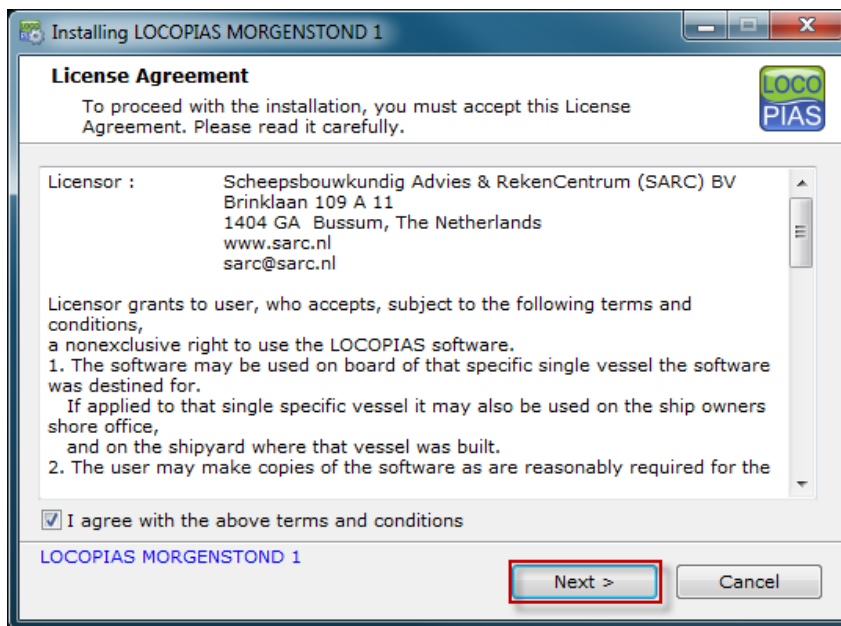 Installing LOCOPIAS MORGENSTOND 1
License Agreement
To proceed with the installation, you must accept this License
Agreement. Please read it carefully.
LOCO
PIAS
Licensor : Scheepsbouwkundig Advies & RekenCentrum (SARC) BV
Brinklaan 109 A 11
1404 GA Bussum, The Netherlands
www.sarc.nl
sarc@sarc.nl
Licensor grants to user, who accepts, subject to the following terms and
conditions,
a nonexclusive right to use the LOCOPIAS software.
1. The software may be used on board of that specific single vessel the software
was destined for.
If applied to that single specific vessel it may also be used on the ship owners
shore office,
and on the shipyard where that vessel was built.
2. The user may make copies of the software as are reasonably required for the
I agree with the above terms and conditions
LOCOPIAS MORGENSTOND 1
Next >
Cancel